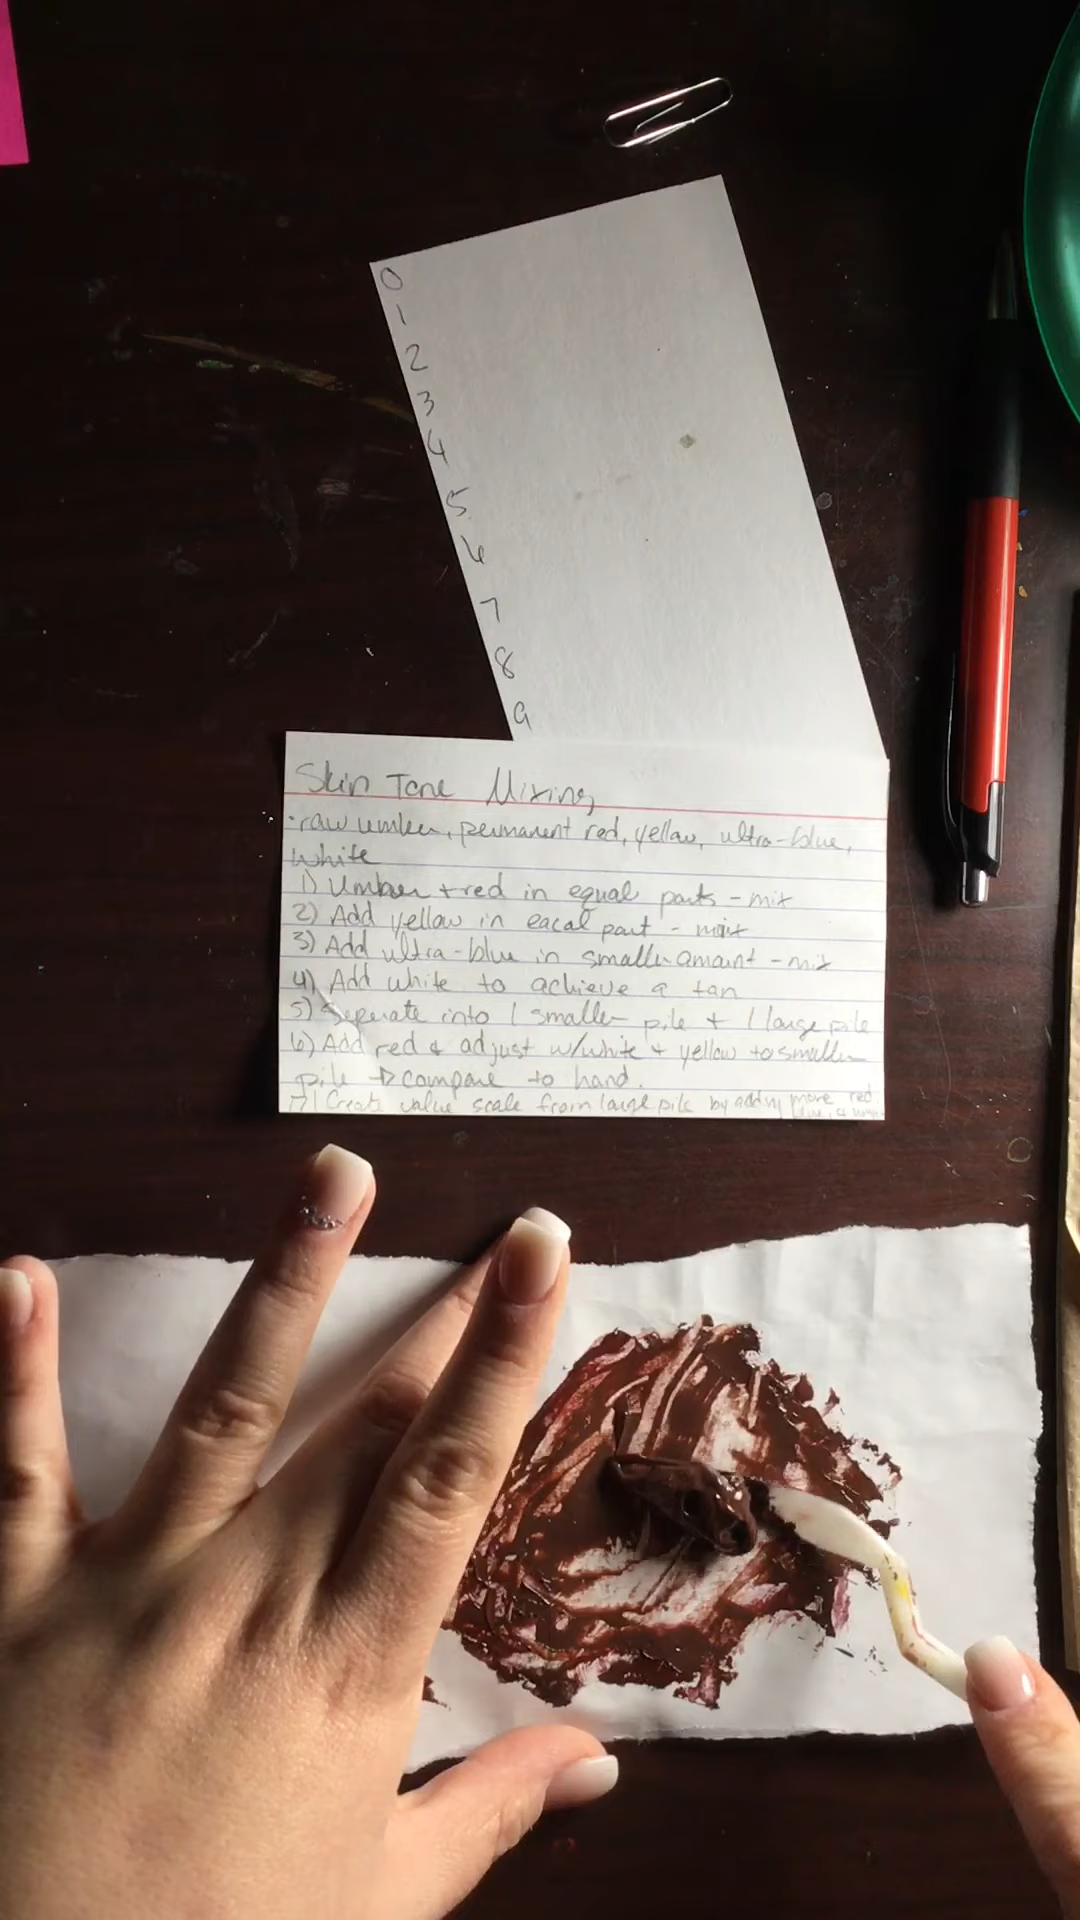 0
1
2
3
4
5
6
7
8
9
Skin Tone Mixing
·raw umber, permanent red, yellow, ultra-blue,
white
1) Umber + red in equal parts - mix
2) Add yellow in eacal part - mix
3) Add ultra-blue in smaller amount - mix
4) Add white to achieve a tan
5) Seperate into 1 smaller pile + 1 large pile
6) Add red & adjust w/white + yellow to smaller
pile → compare to hand.
7) Create value scale from large pile by adding more red
blue, &